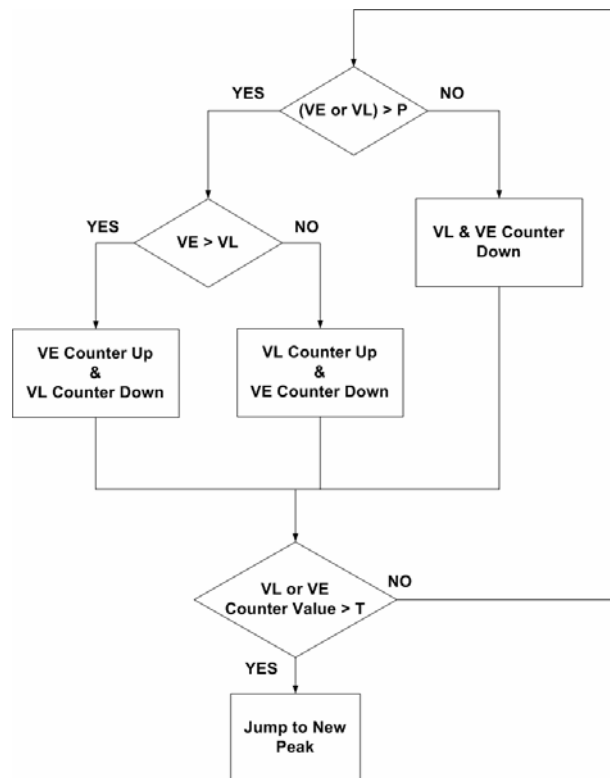 (VE or VL) > P
YES
NO
VE > VL
YES
NO
VL & VE Counter
Down
VE Counter Up
&
VL Counter Down
VL Counter Up
&
VE Counter Down
VL or VE
Counter Value > T
NO
YES
Jump to New
Peak